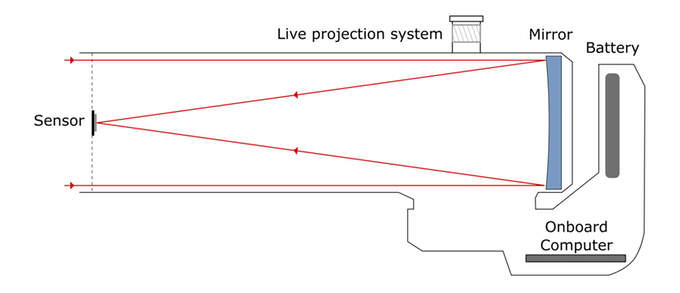 Live projection system
Mirror
Battery
Sensor
Onboard
Computer